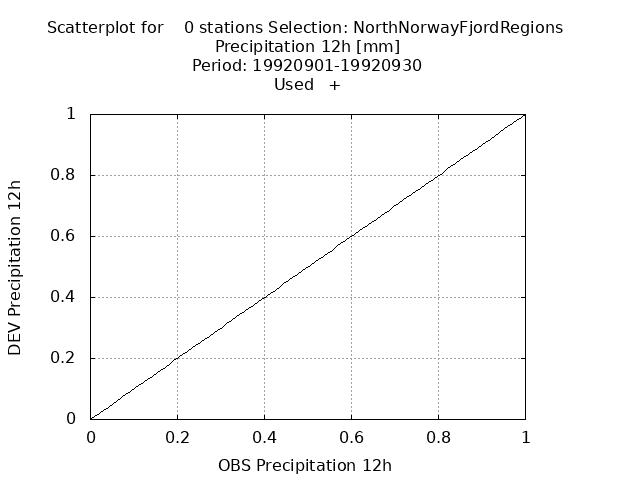 Scatterplot for    0 stations Selection: NorthNorwayFjordRegions
Precipitation 12h [mm]
Period: 19920901-19920930
Used   +
1
0.8
0.6
0.4
0.2
0
DEV Precipitation 12h
0 0.2 0.4 0.6 0.8 1
OBS Precipitation 12h